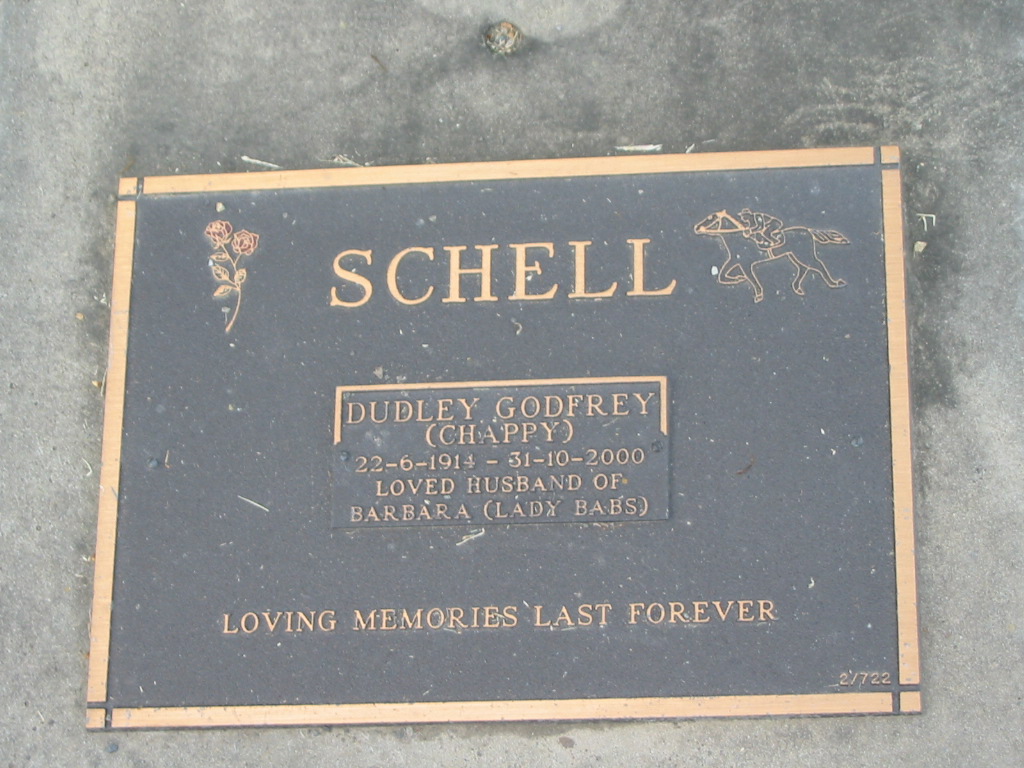 SCHELL
DUDLEY GODFREY
(CHAPPY)
22-6-1914 - 31-10-2000
LOVED HUSBAND OF
BARBARA (LADY BABS)
LOVING MEMORIES LAST FOREVER
2/722